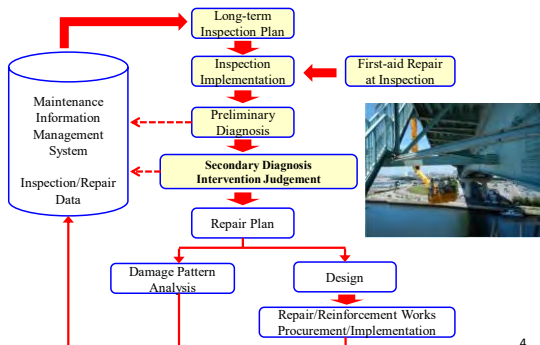 Long-term
Inspection Plan
Inspection
Implementation
First-aid Repair
at Inspection
Maintenance
Information
Management
System
Inspection/Repair
Data
Preliminary
Diagnosis
Secondary Diagnosis
Intervention Judgement
Repair Plan
Damage Pattern
Analysis
Design
Repair/Reinforcement Works
Procurement/Implementation
4